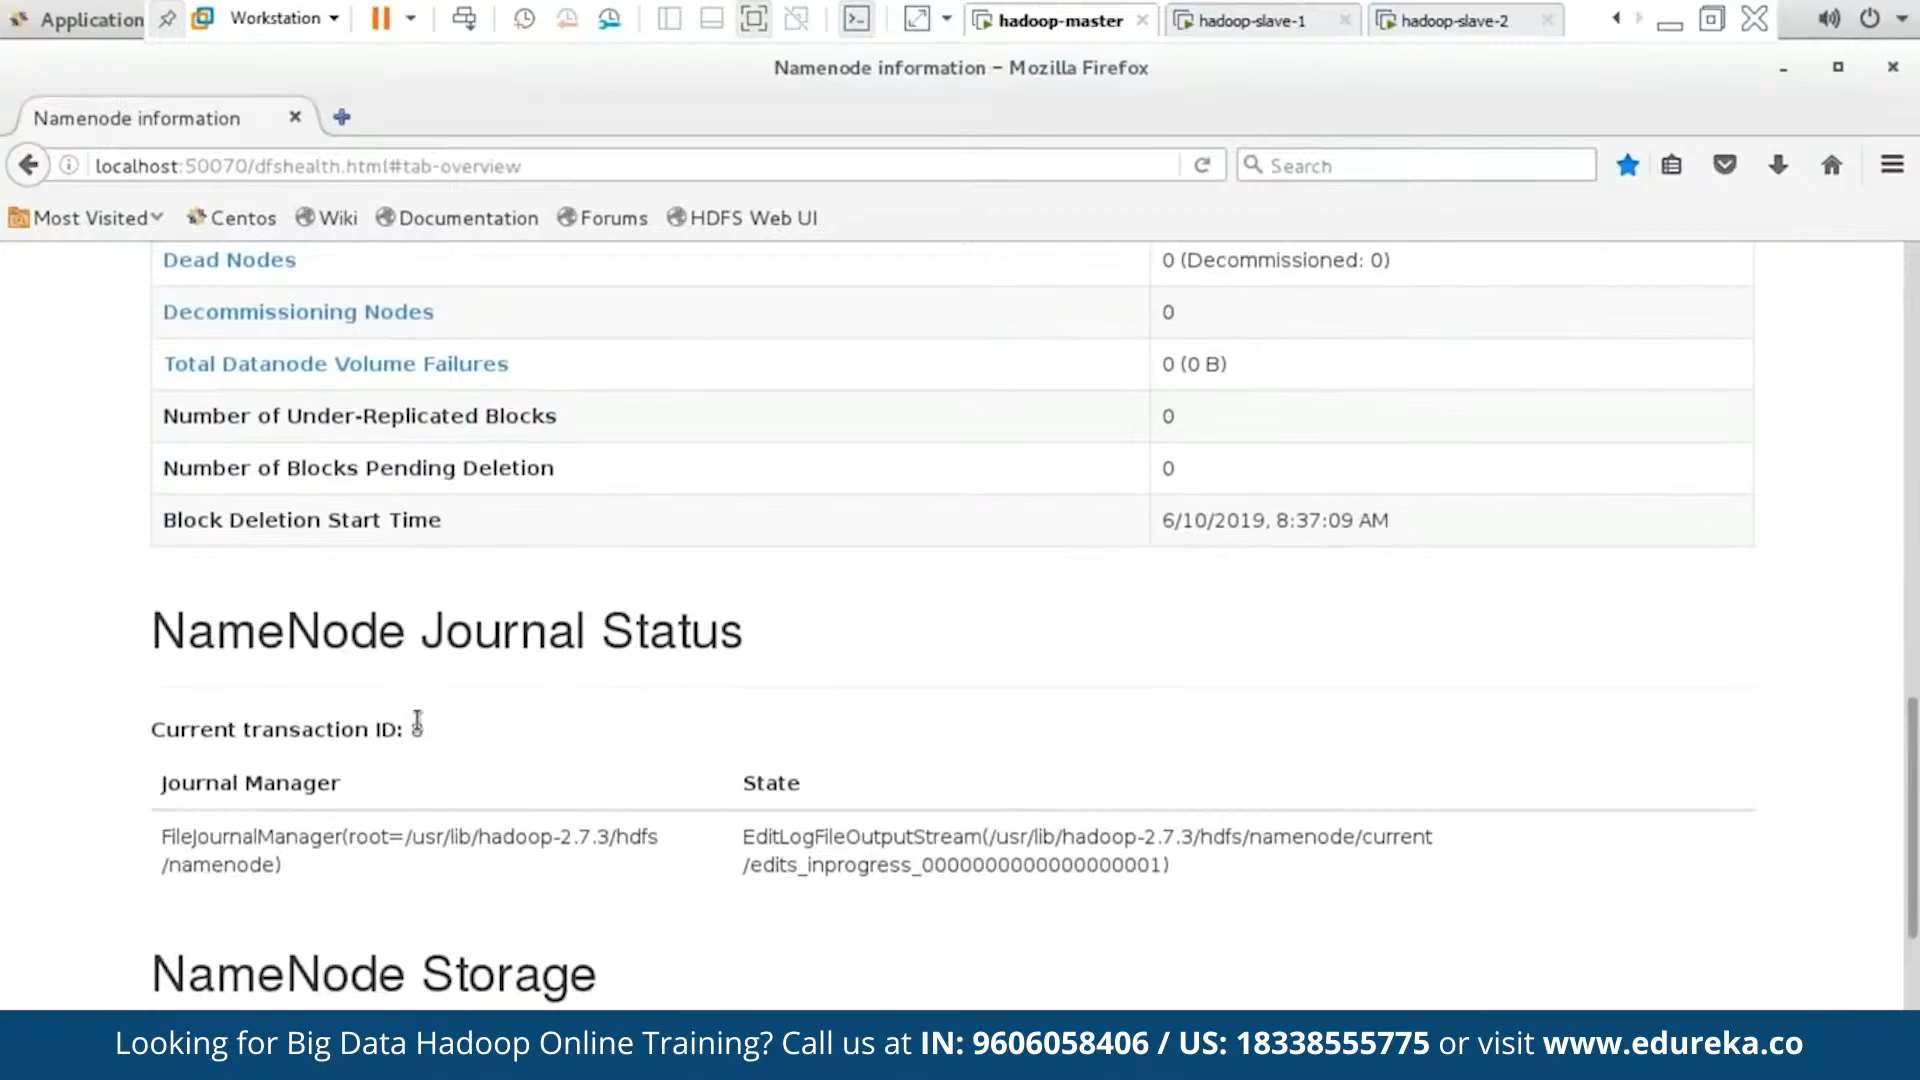 Application
Workstation
hadoop-master
hadoop-slave-1
hadoop-slave-2
Namenode information – Mozilla Firefox
Namenode information
localhost:50070/dfshealth.html#tab-overview
Search
Most Visited
Centos
Wiki
Documentation
Forums
HDFS Web UI
Dead Nodes 0 (Decommissioned: 0)
Decommissioning Nodes 0
Total Datanode Volume Failures 0 (0 B)
Number of Under-Replicated Blocks 0
Number of Blocks Pending Deletion 0
Block Deletion Start Time 6/10/2019, 8:37:09 AM
NameNode Journal Status
Current transaction ID:
Journal Manager State
FileJournalManager(root=/usr/lib/hadoop-2.7.3/hdfs EditLogFileOutputStream(/usr/lib/hadoop-2.7.3/hdfs/namenode/current
/namenode) /edits_inprogress_0000000000000000001)
NameNode Storage
Looking for Big Data Hadoop Online Training? Call us at IN: 9606058406 / US: 18338555775 or visit www.edureka.co